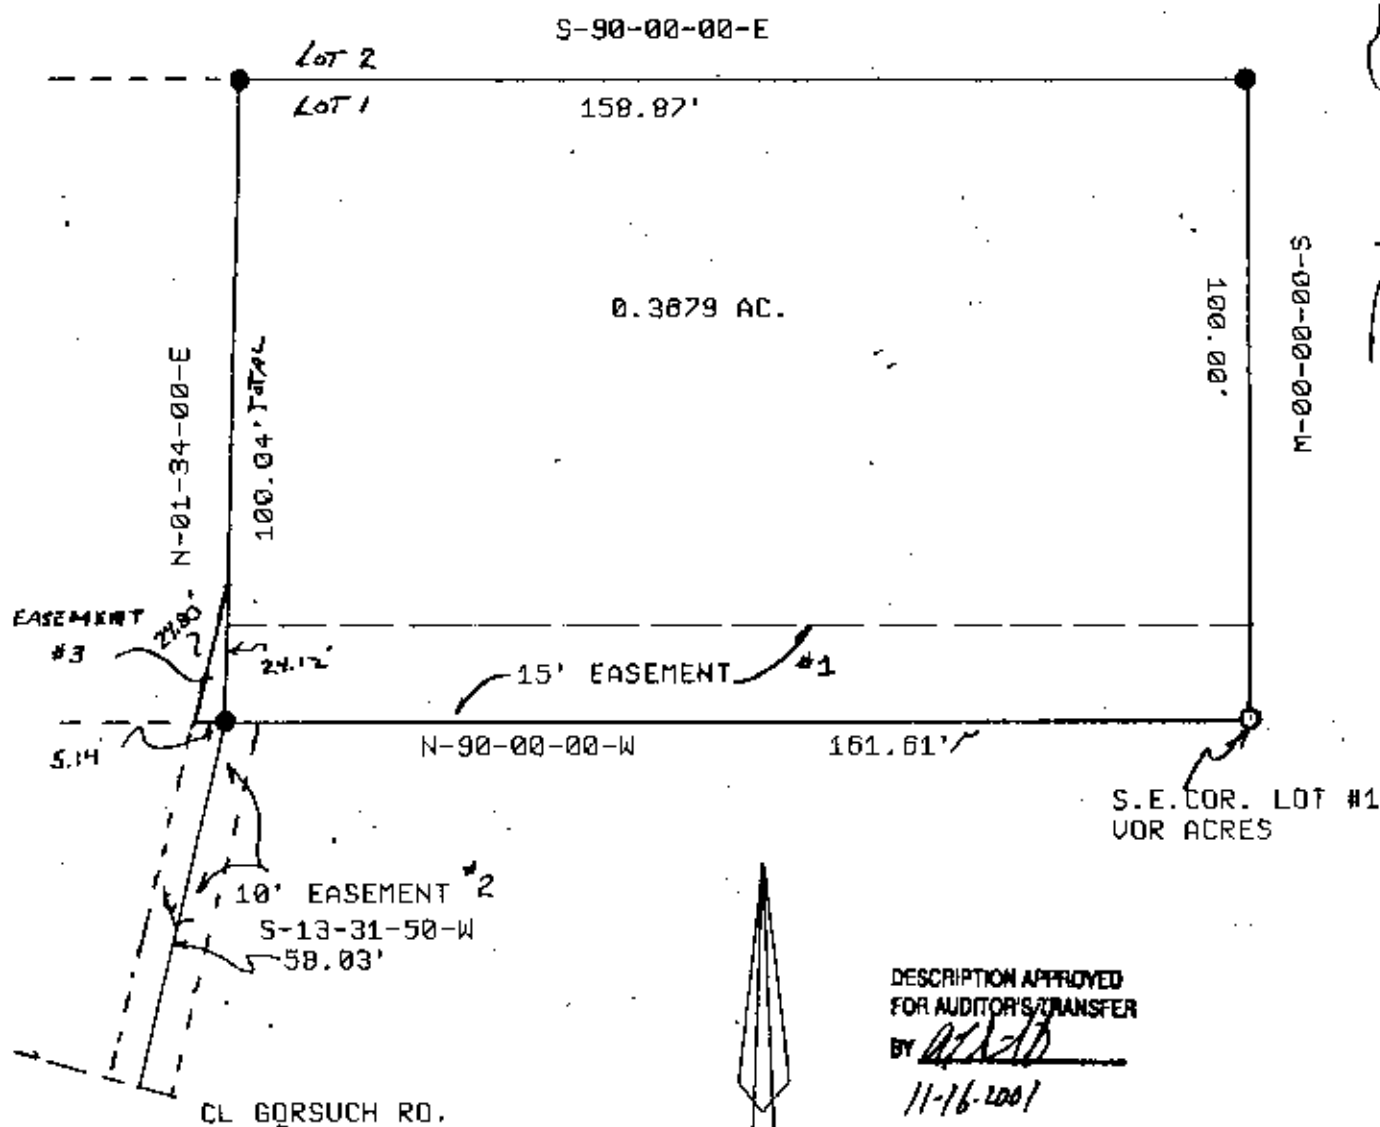 S-90-00-00-E
LOT 2
LOT 1
158.87'
0.3679 AC.
100.00'
S-00-00-00-W
N-01-34-00-E
100.04' TOTAL
EASEMENT
#3
24.80'
24.12'
15' EASEMENT #1
5.14
N-90-00-00-W
161.61'
S.E.COR. LOT #1
VOR ACRES
10' EASEMENT #2
S-13-31-50-W
58.03'
DESCRIPTION APPROVED
FOR AUDITOR'S TRANSFER
BY
11-16-2001
CL GORSUCH RD.